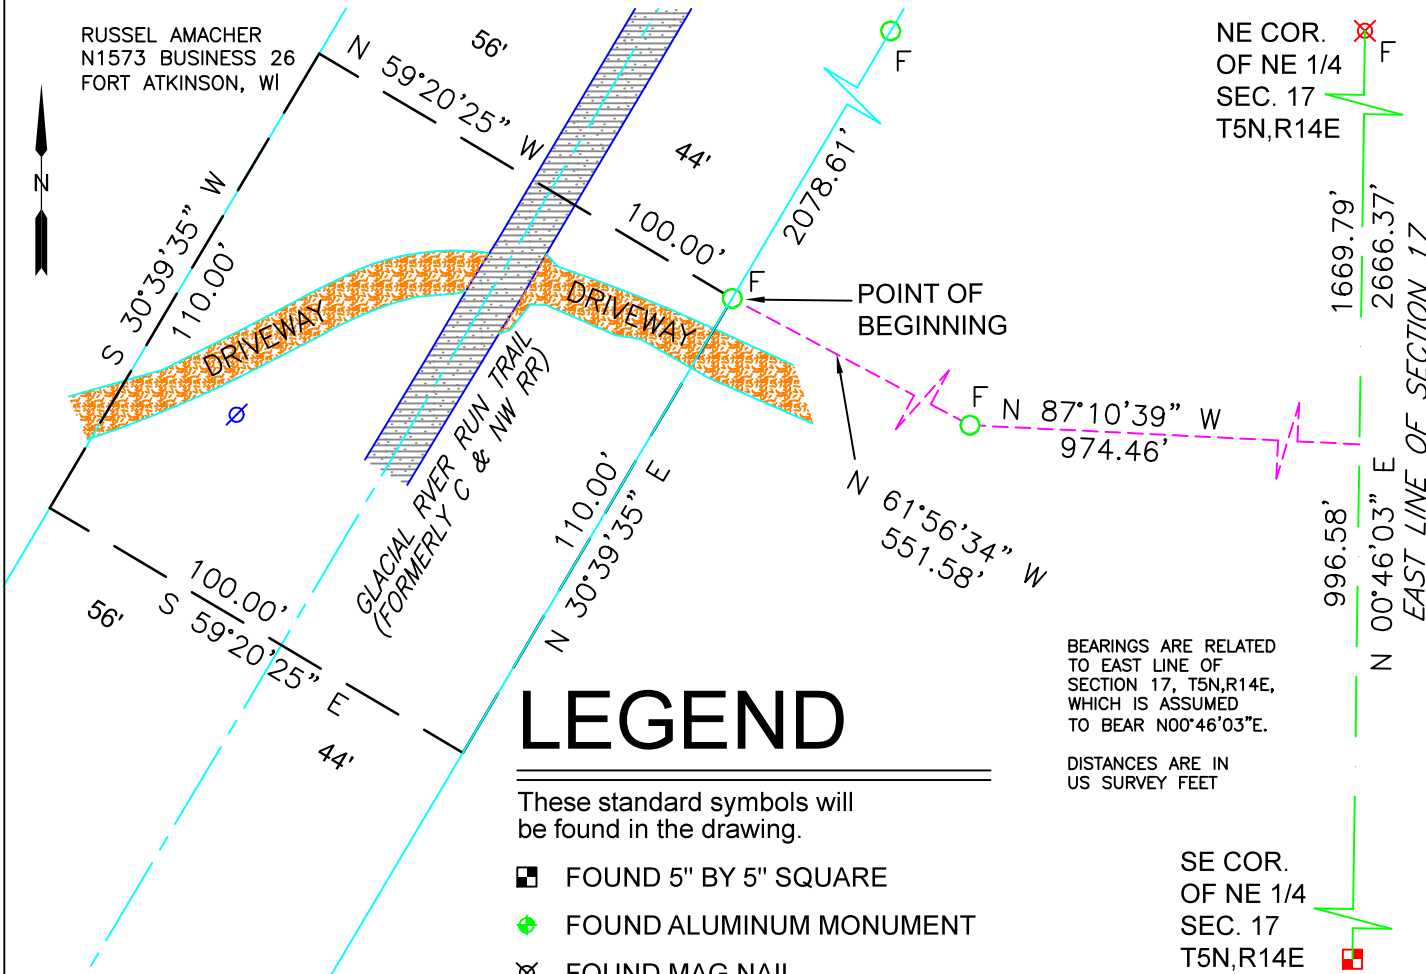 RUSSEL AMACHER
N1573 BUSINESS 26
FORT ATKINSON, WI
N
N 59°20'25" W
56'
44'
100.00'
2078.61'
F
NE COR.
OF NE 1/4
SEC. 17
T5N,R14E
F
1669.79'
2666.37'
EAST LINE OF SECTION 17
S 30°39'35" W
110.00'
DRIVEWAY
DRIVEWAY
F
POINT OF
BEGINNING
GLACIAL RVER RUN TRAIL
(FORMERLY C & NW RR)
F
N 87°10'39" W
974.46'
N 61°56'34" W
551.58'
110.00'
N 30°39'35" E
996.58'
N 00°46'03" E
100.00'
S 59°20'25" E
56'
44'
BEARINGS ARE RELATED
TO EAST LINE OF
SECTION 17, T5N,R14E,
WHICH IS ASSUMED
TO BEAR N00°46'03"E.
DISTANCES ARE IN
US SURVEY FEET
LEGEND
These standard symbols will
be found in the drawing.
FOUND 5" BY 5" SQUARE
FOUND ALUMINUM MONUMENT
FOUND MAG NAIL
SE COR.
OF NE 1/4
SEC. 17
T5N,R14E